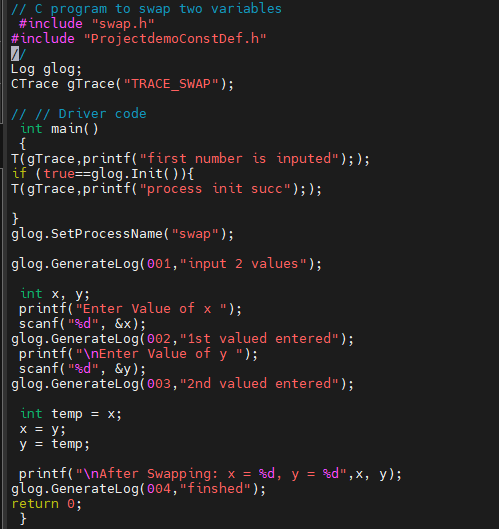 // C program to swap two variables
#include "swap.h"
#include "ProjectdemoConstDef.h"
//
Log glog;
CTrace gTrace("TRACE_SWAP");
// // Driver code
int main()
{
T(gTrace,printf("first number is inputed"););
if (true==glog.Init()){
T(gTrace,printf("process init succ"););
}
glog.SetProcessName("swap");
glog.GenerateLog(001,"input 2 values");
int x, y;
printf("Enter Value of x ");
scanf("%d", &x);
glog.GenerateLog(002,"1st valued entered");
printf("\nEnter Value of y ");
scanf("%d", &y);
glog.GenerateLog(003,"2nd valued entered");
int temp = x;
x = y;
y = temp;
printf("\nAfter Swapping: x = %d, y = %d",x, y);
glog.GenerateLog(004,"finshed");
return 0;
}